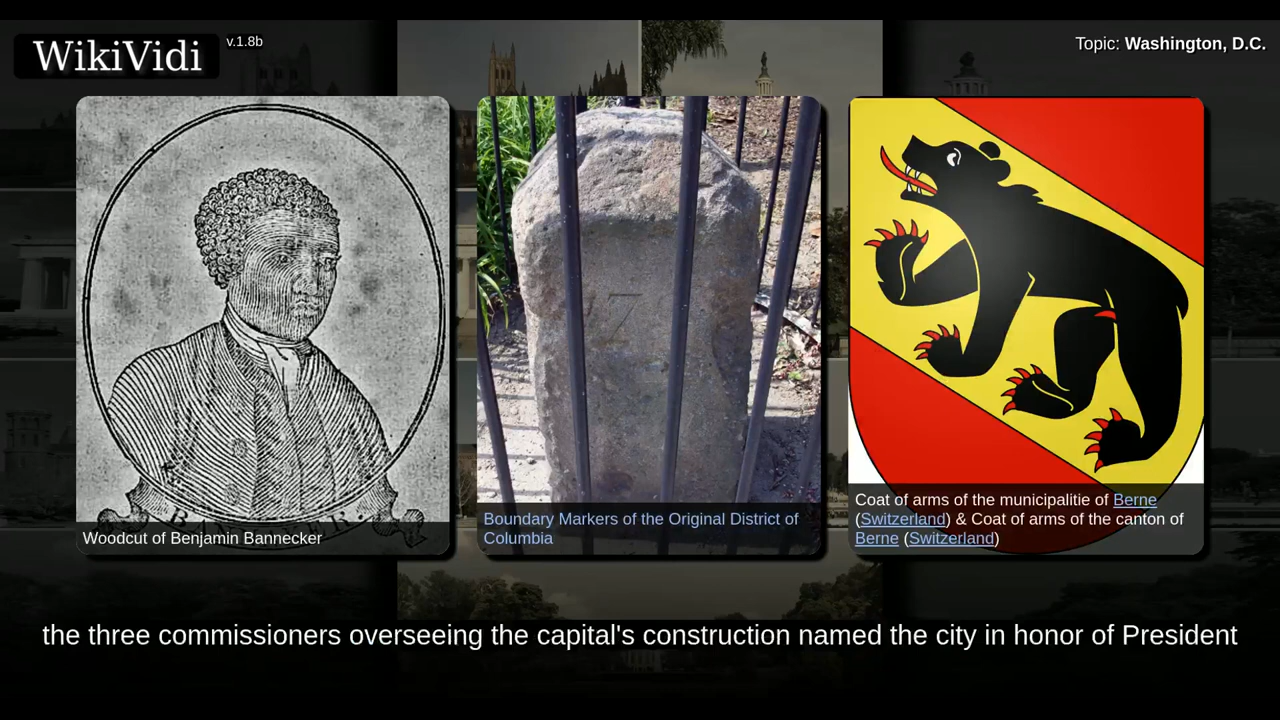 WikiVidi
v.1.8b
Topic: Washington, D.C.
Woodcut of Benjamin Bannecker
Boundary Markers of the Original District of
Columbia
Coat of arms of the municipalitie of Berne
(Switzerland) & Coat of arms of the canton of
Berne (Switzerland)
the three commissioners overseeing the capital's construction named the city in honor of President